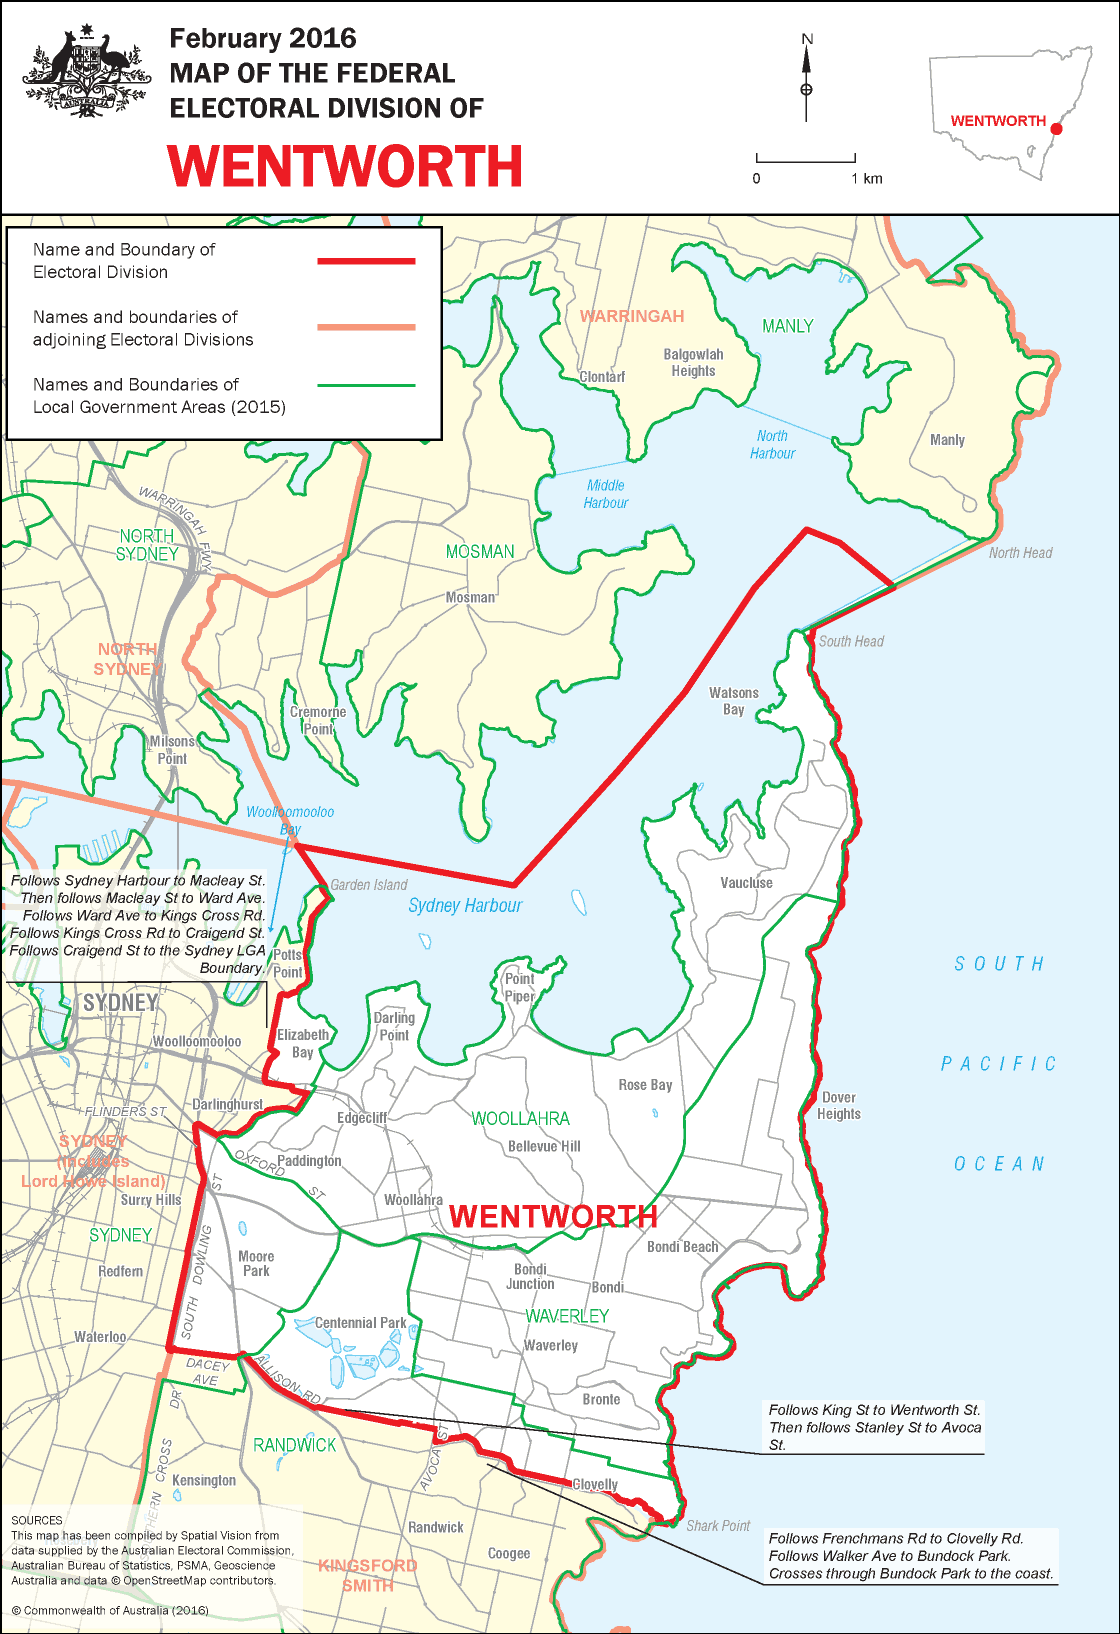 February 2016
MAP OF THE FEDERAL
ELECTORAL DIVISION OF
WENTWORTH
AUSTRALIA
N
0
1 km
WENTWORTH
Name and Boundary of
Electoral Division
Names and boundaries of
adjoining Electoral Divisions
Names and Boundaries of
Local Government Areas (2015)
WARRINGAH
MANLY
Balgowlah
Heights
Clontarf
Manly
North
Harbour
Middle
Harbour
WARRINGAH FWY
NORTH
SYDNEY
MOSMAN
North Head
Mosman
South Head
NORTH
SYDNEY
Watsons
Bay
Cremorne
Point
Milsons
Point
Woolloomooloo
Bay
Follows Sydney Harbour to Macleay St.
Then follows Macleay St to Ward Ave.
Follows Ward Ave to Kings Cross Rd.
Follows Kings Cross Rd to Craigend St.
Follows Craigend St to the Sydney LGA
Boundary.
Garden Island
Sydney Harbour
Vaucluse
Potts
Point
Point
Piper
SOUTH
PACIFIC
OCEAN
SYDNEY
Darling
Point
Woolloomooloo
Elizabeth
Bay
Rose Bay
Dover
Heights
Darlinghurst
FLINDERS ST
Edgecliff
WOOLLAHRA
Bellevue Hill
SYDNEY
(includes
Lord Howe Island)
OXFORD ST
Paddington
Surry Hills
Woollahra
WENTWORTH
SYDNEY
SOUTH DOWLING ST
Moore
Park
Bondi Beach
Redfern
Bondi
Junction
Bondi
WAVERLEY
Centennial Park
Waterloo
Waverley
DACEY
AVE
ALLISON RD
Bronte
Follows King St to Wentworth St.
Then follows Stanley St to Avoca
St.
RANDWICK
AVOCA ST
Kensington
Clovelly
HERN CROSS DR
Shark Point
Randwick
Coogee
KINGSFORD
SMITH
Follows Frenchmans Rd to Clovelly Rd.
Follows Walker Ave to Bundock Park.
Crosses through Bundock Park to the coast.
SOURCES
This map has been compiled by Spatial Vision from
data supplied by the Australian Electoral Commission,
Australian Bureau of Statistics, PSMA, Geoscience
Australia and data © OpenStreetMap contributors.
© Commonwealth of Australia (2016)